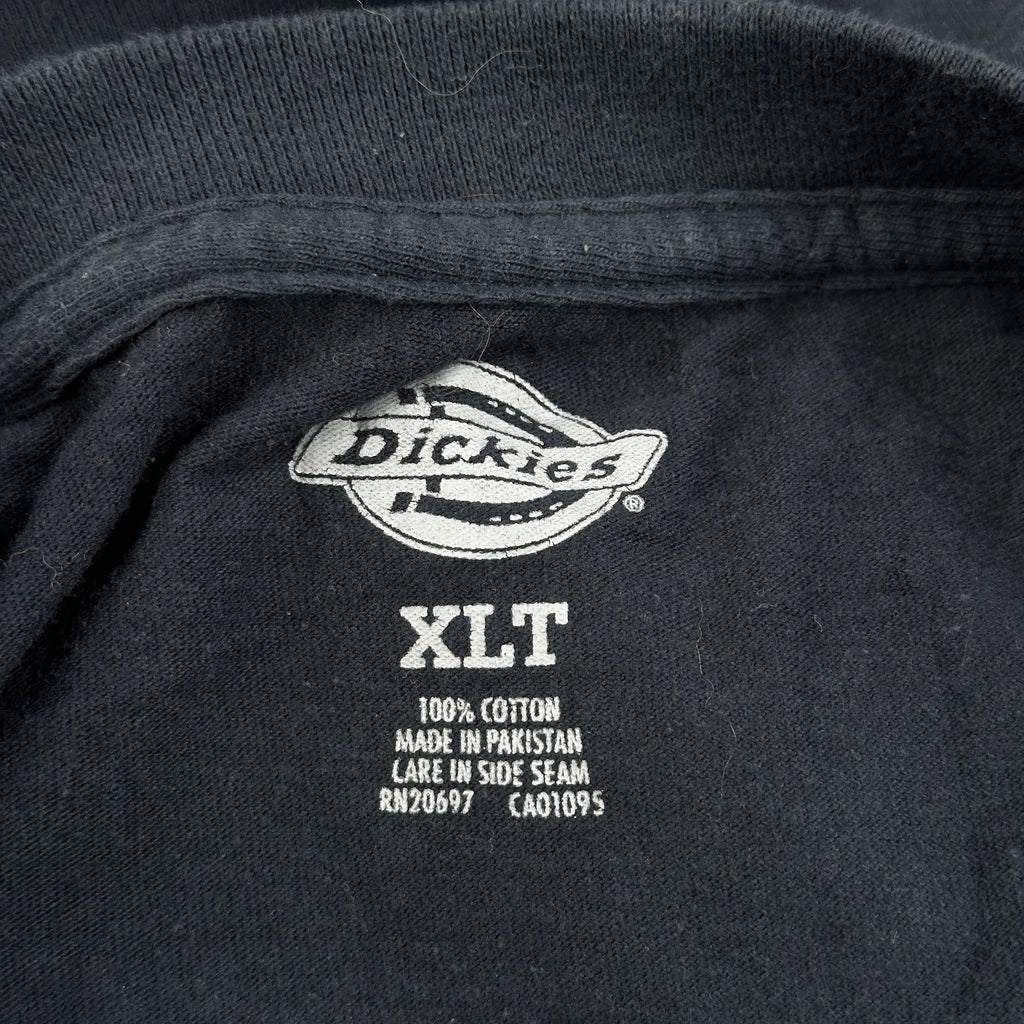 Dickies
®
XLT
100% COTTON
MADE IN PAKISTAN
CARE IN SIDE SEAM
RN20697 CA01095